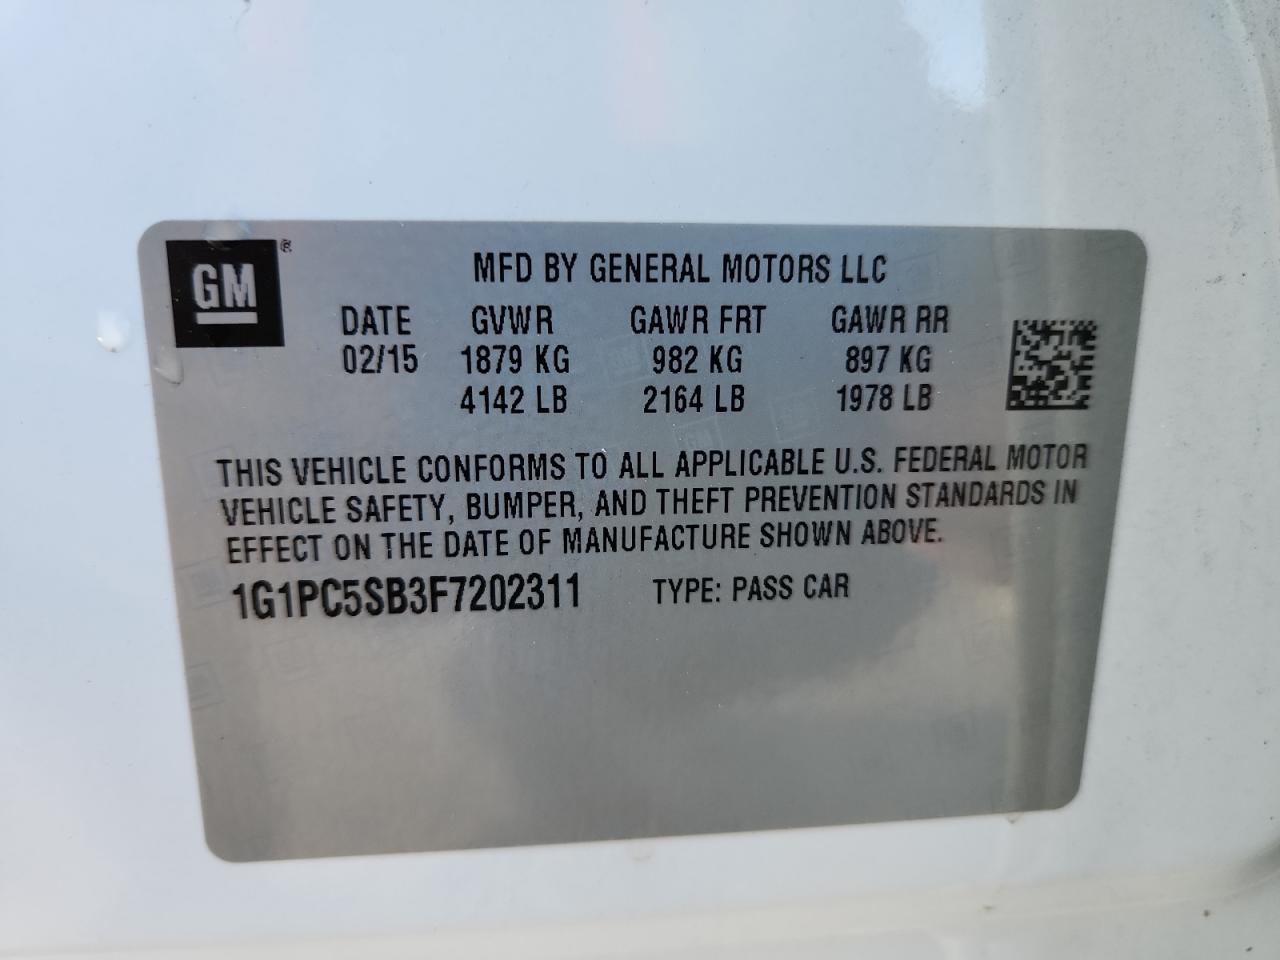 GM ®
MFD BY GENERAL MOTORS LLC
DATE GVWR GAWR FRT GAWR RR
02/15 1879 KG 982 KG 897 KG
4142 LB 2164 LB 1978 LB
THIS VEHICLE CONFORMS TO ALL APPLICABLE U.S. FEDERAL MOTOR
VEHICLE SAFETY, BUMPER, AND THEFT PREVENTION STANDARDS IN
EFFECT ON THE DATE OF MANUFACTURE SHOWN ABOVE.
1G1PC5SB3F7202311 TYPE: PASS CAR